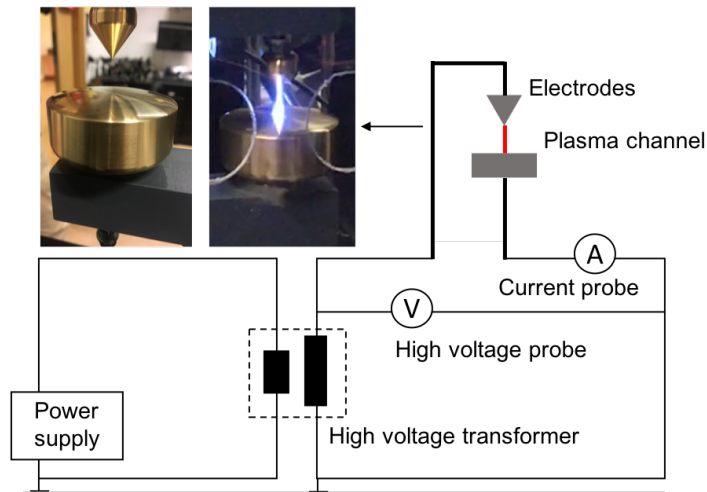 Electrodes
Plasma channel
A
Current probe
V
High voltage probe
Power
supply
High voltage transformer